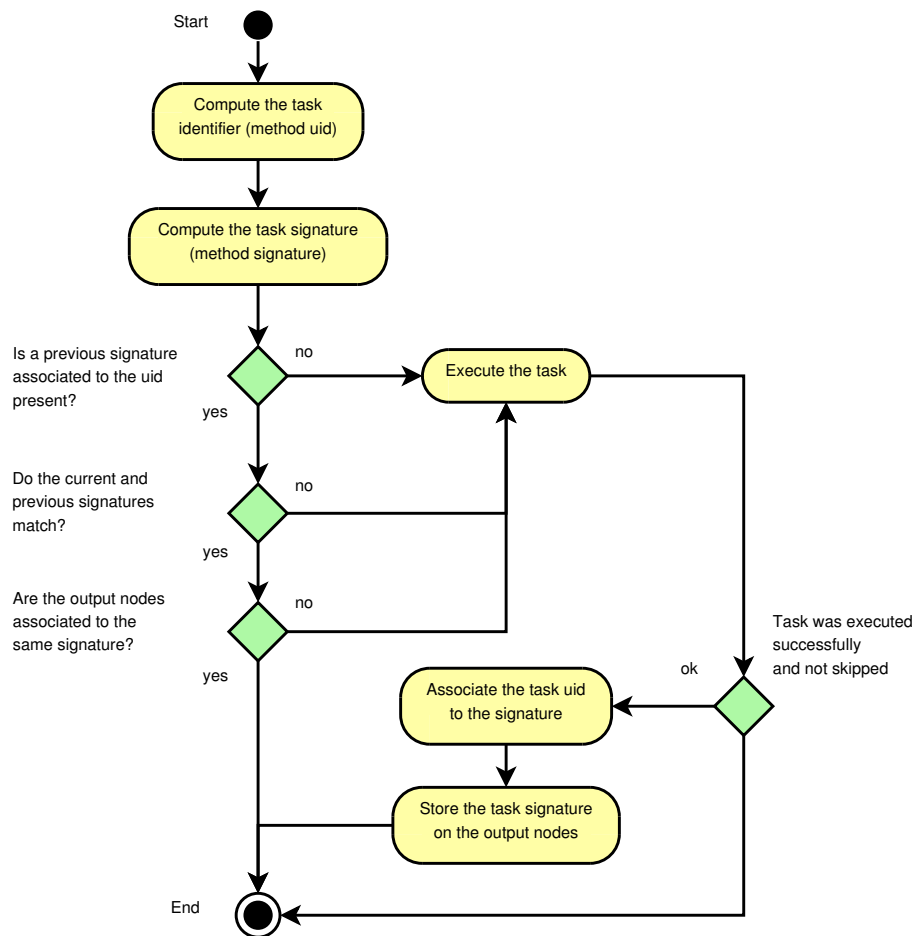 Start
Compute the task
identifier (method uid)
Compute the task signature
(method signature)
Is a previous signature
associated to the uid
present?
no
yes
Execute the task
Do the current and
previous signatures
match?
no
yes
Are the output nodes
associated to the
same signature?
no
yes
Task was executed
successfully
and not skipped
ok
Associate the task uid
to the signature
Store the task signature
on the output nodes
End